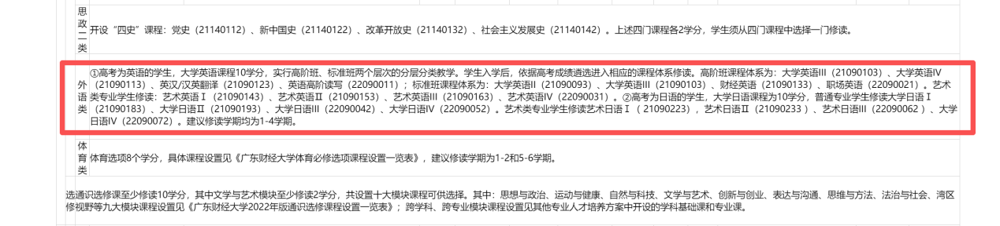 思
政
二
类
开设“四史”课程：党史（21140112）、新中国史（21140122）、改革开放史（21140132）、社会主义发展史（21140142）。上述四门课程各2学分，学生须从四门课程中选择一门修读。
外
语
类
①高考为英语的学生，大学英语课程10学分，实行高阶班、标准班两个层次的分层分类教学。学生入学后，依据高考成绩遴选进入相应的课程体系修读。高阶班课程体系为：大学英语III（21090103）、大学英语IV
（21090113）、英汉/汉英翻译（21090123）、英语高阶读写（22090011）；标准班课程体系为：大学英语II（21090093）、大学英语III（21090103）、财经英语（21090133）、职场英语（22090021）。艺术
类专业学生修读：艺术英语Ⅰ（21090143）、艺术英语Ⅱ（21090153）、艺术英语III（21090163）、艺术英语IV（22090031）。②高考为日语的学生，大学日语课程为10学分，普通专业学生修读大学日语Ⅰ
（21090183）、大学日语Ⅱ（21090193）、大学日语III（22090042）、大学日语IV（22090052）。艺术类专业学生修读艺术日语Ⅰ（ 21090223），艺术日语Ⅱ（21090233 ）、艺术日语III（22090062 ）、大学
日语IV（22090072）。建议修读学期均为1-4学期。
体
育
类
体育选项8个学分，具体课程设置见《广东财经大学体育必修选项课程设置一览表》，建议修读学期为1-2和5-6学期。
选通识选修课至少修读10学分，其中文学与艺术模块至少修读2学分，共设置十大模块课程可供选择。其中：思想与政治、运动与健康、自然与科技、文学与艺术、创新与创业、表达与沟通、思维与方法、法治与社会、湾区
修视野等九大模块课程设置见《广东财经大学2022年版通识选修课程设置一览表》；跨学科、跨专业模块课程设置见其他专业人才培养方案中开设的学科基础课和专业课。